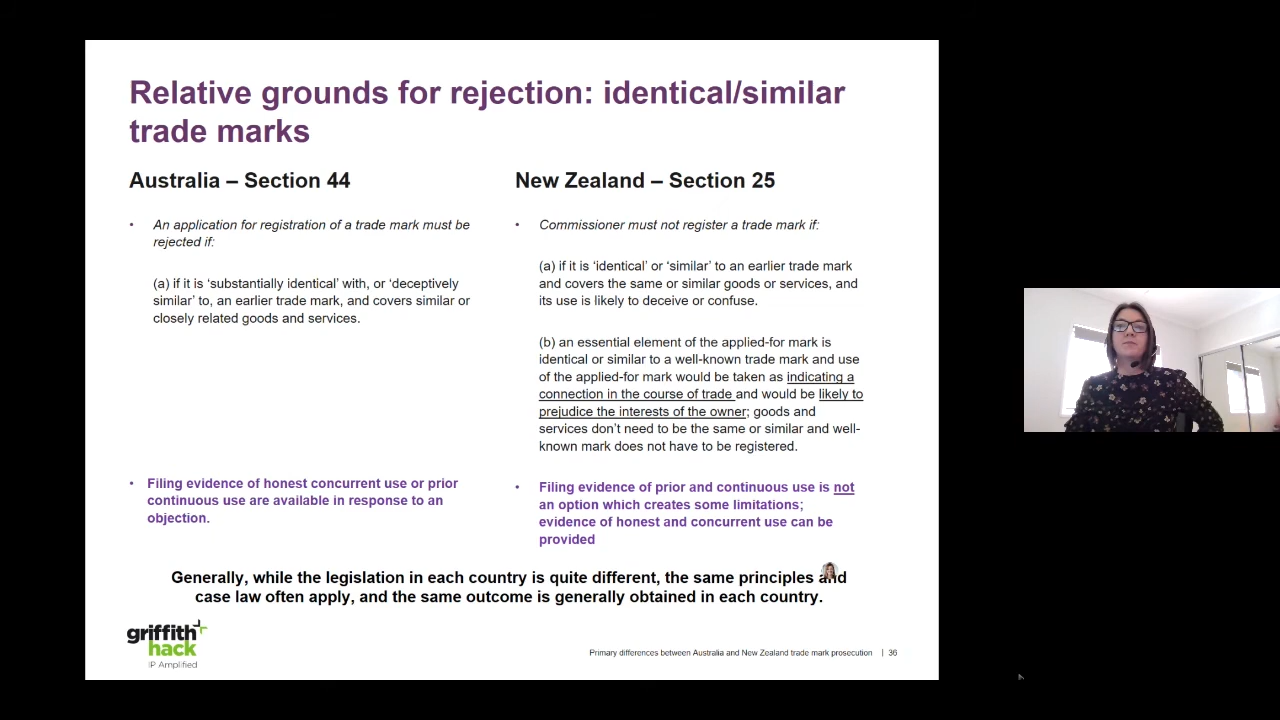 Relative grounds for rejection: identical/similar
trade marks
Australia – Section 44
• An application for registration of a trade mark must be
rejected if:
(a) if it is ‘substantially identical’ with, or ‘deceptively
similar’ to, an earlier trade mark, and covers similar or
closely related goods and services.
• Filing evidence of honest concurrent use or prior
continuous use are available in response to an
objection.
New Zealand – Section 25
• Commissioner must not register a trade mark if:
(a) if it is ‘identical’ or ‘similar’ to an earlier trade mark
and covers the same or similar goods or services, and
its use is likely to deceive or confuse.
(b) an essential element of the applied-for mark is
identical or similar to a well-known trade mark and use
of the applied-for mark would be taken as indicating a
connection in the course of trade and would be likely to
prejudice the interests of the owner; goods and
services don’t need to be the same or similar and well-
known mark does not have to be registered.
• Filing evidence of prior and continuous use is not
an option which creates some limitations;
evidence of honest and concurrent use can be
provided
Generally, while the legislation in each country is quite different, the same principles and
case law often apply, and the same outcome is generally obtained in each country.
griffith
hack
IP Amplified
Primary differences between Australia and New Zealand trade mark prosecution | 36